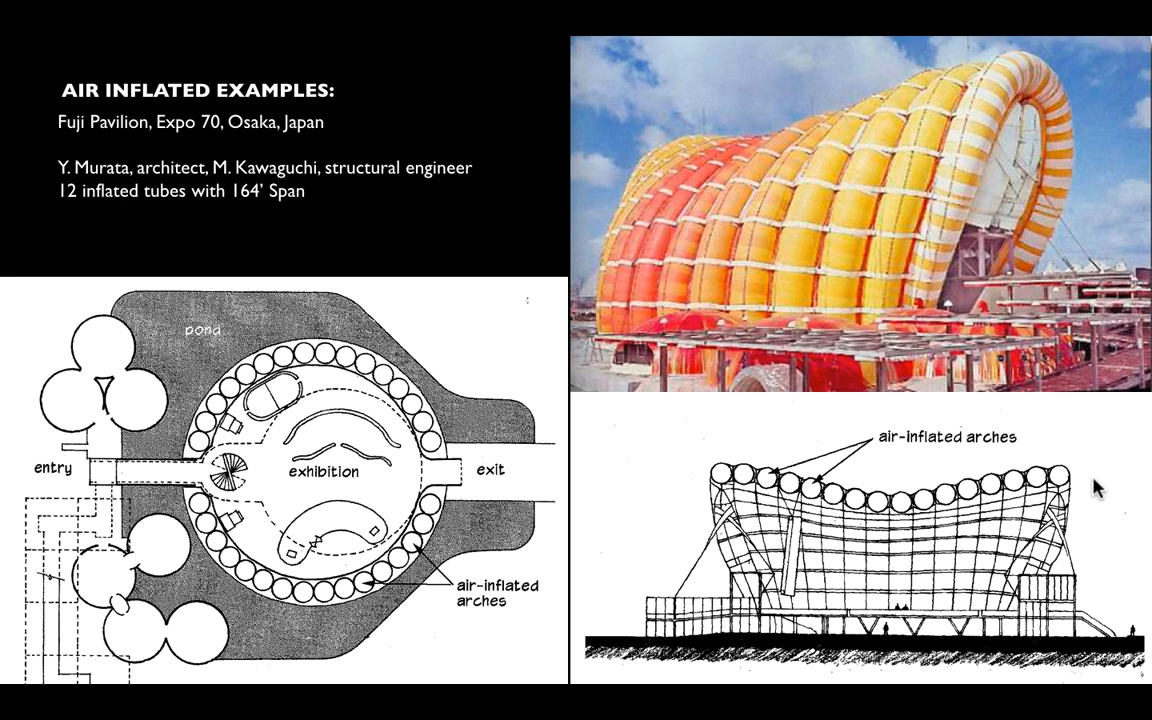 AIR INFLATED EXAMPLES:
Fuji Pavilion, Expo 70, Osaka, Japan
Y. Murata, architect, M. Kawaguchi, structural engineer
12 inflated tubes with 164' Span
pond
entry
exhibition
exit
air-inflated
arches
air-inflated arches